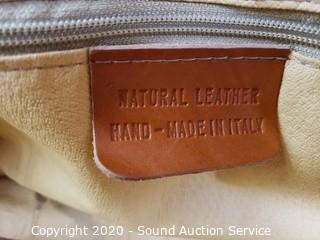 NATURAL LEATHER
HAND-MADE IN ITALY
Copyright © 2020 - Sound Auction Service